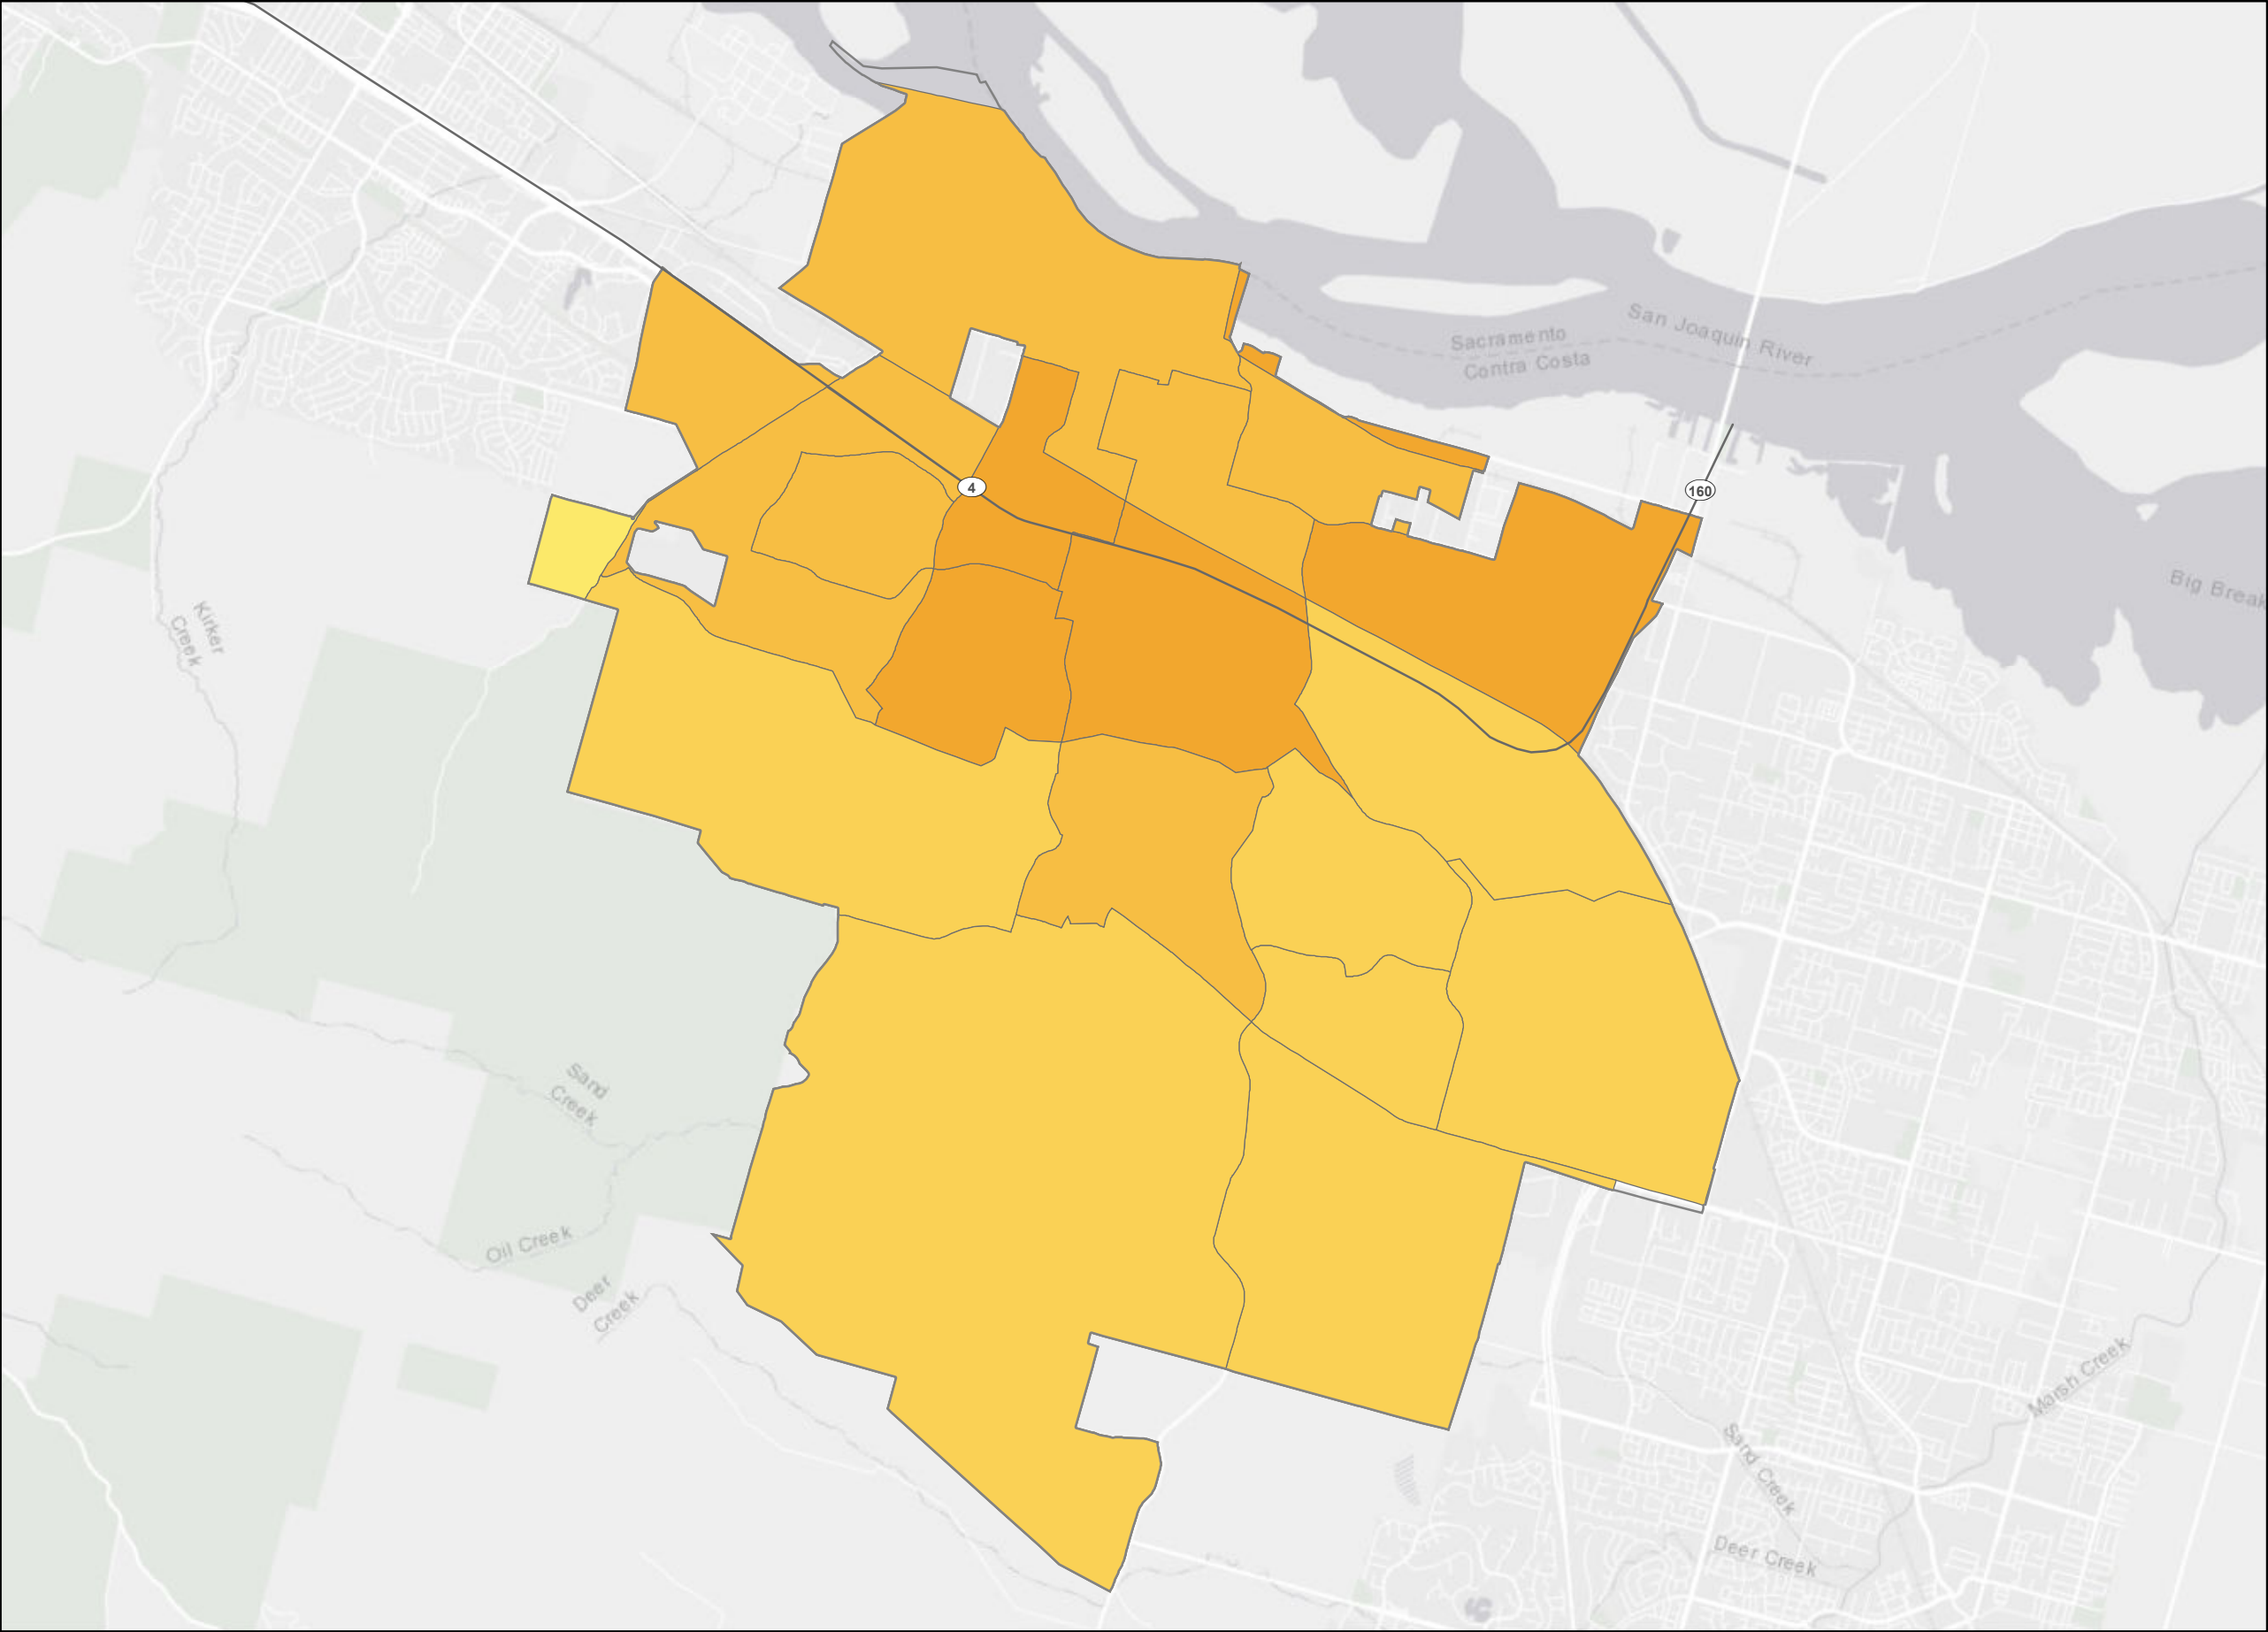 San Joaquin River
Sacramento
Contra Costa
4
160
Big Break
Kirker
Creek
Sand
Creek
Oil Creek
Deer
Creek
Marsh Creek
Sand Creek
Deer Creek